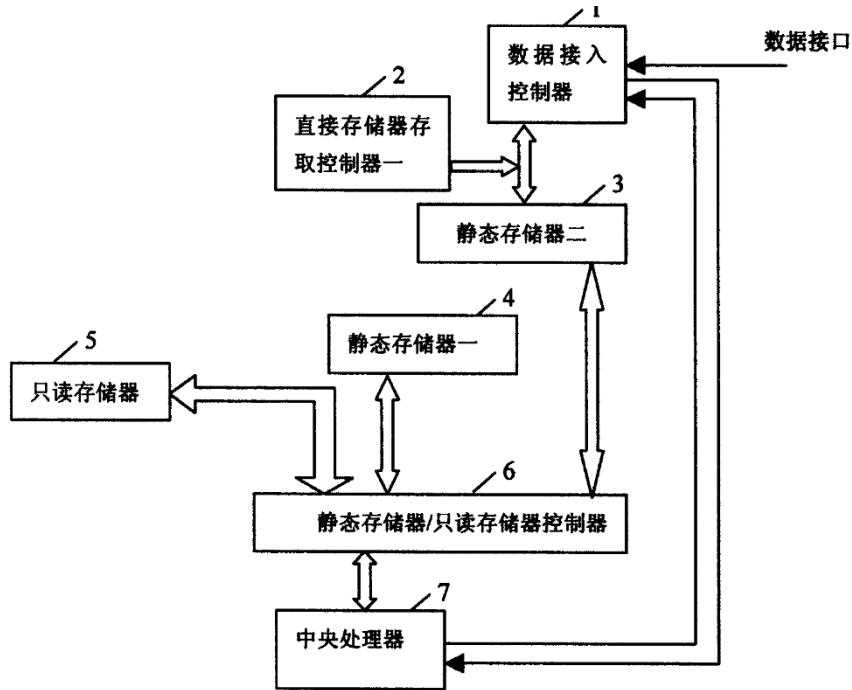 1
数据接口
数据接入
控制器
2
直接存储器存
取控制器一
3
静态存储器二
4
静态存储器一
5
只读存储器
6
静态存储器/只读存储器控制器
7
中央处理器